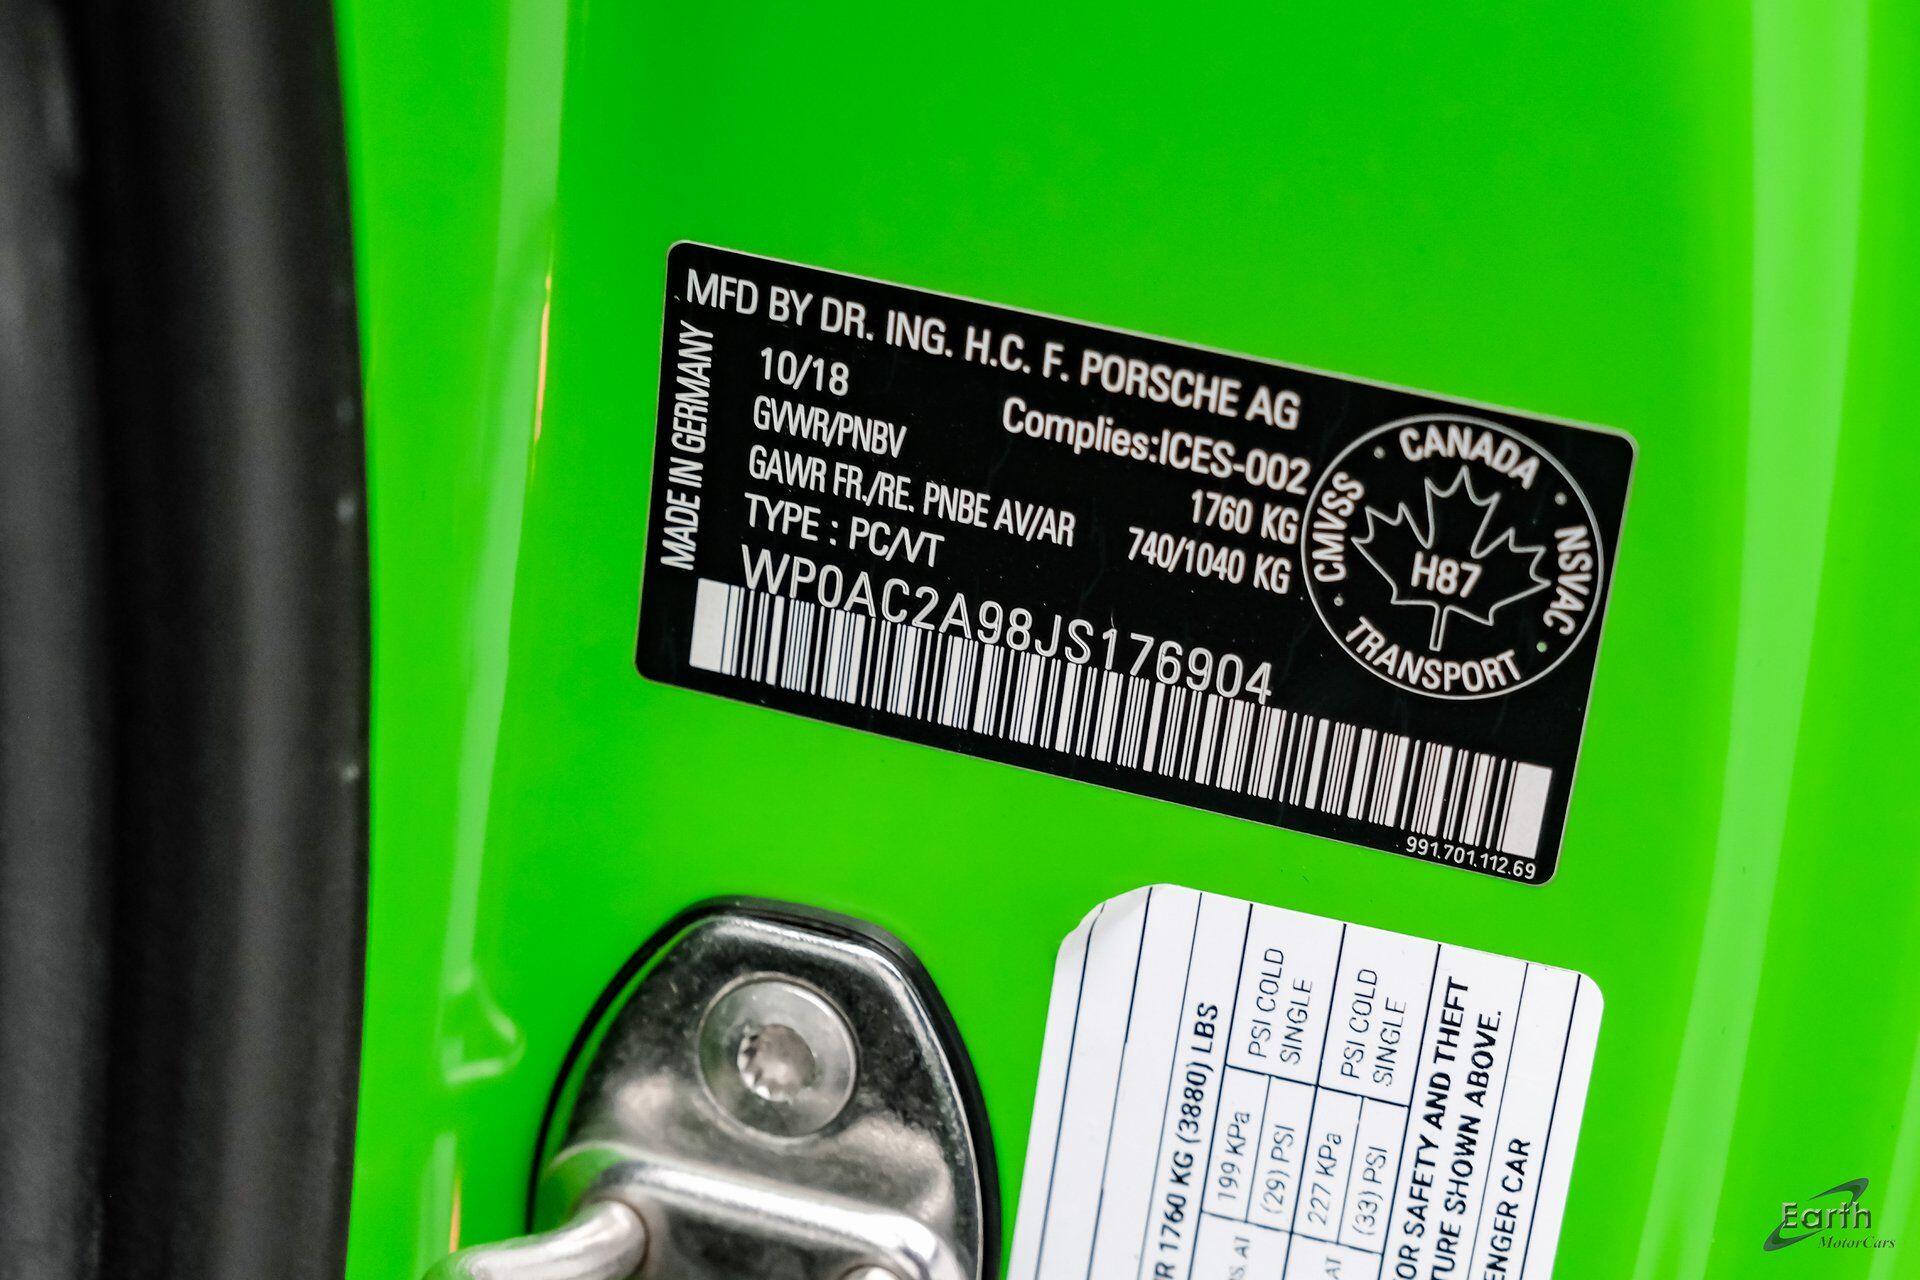 MFD BY DR. ING. H.C. F. PORSCHE AG
MADE IN GERMANY
10/18
Complies:ICES-002
GVWR/PNBV
1760 KG
GAWR FR./RE. PNBE AV/AR
740/1040 KG
TYPE : PC/VT
WP0AC2A98JS176904
CANADA
NSVAC
TRANSPORT
CMVSS
H87
991.701.112.69
1760 KG (3880) LBS
PSI COLD
SINGLE
199 KPa
(29) PSI
PSI COLD
SINGLE
227 KPa
(33) PSI
SAFETY AND THEFT
SHOWN ABOVE.
CAR
Earth
MotorCars